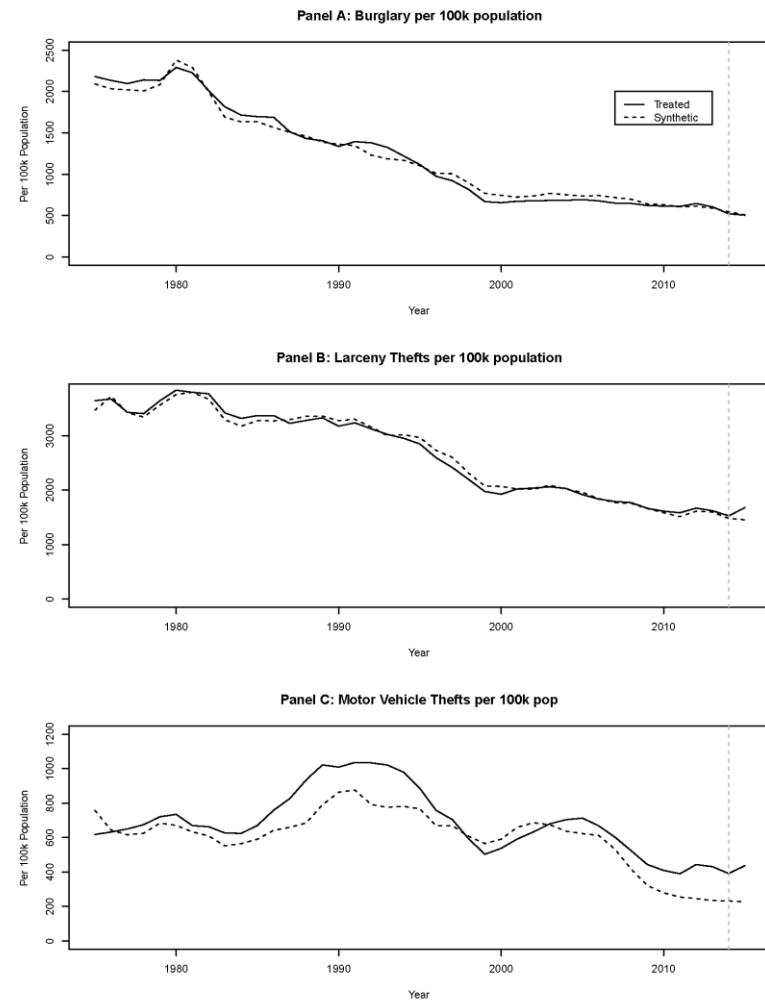 Panel A: Burglary per 100k population
Per 100k Population
2500
2000
1500
1000
500
0
Treated
Synthetic
1980
1990
2000
2010
Year
Panel B: Larceny Thefts per 100k population
Per 100k Population
3000
2000
1000
0
1980
1990
2000
2010
Year
Panel C: Motor Vehicle Thefts per 100k pop
Per 100k Population
1200
1000
800
600
400
200
0
1980
1990
2000
2010
Year